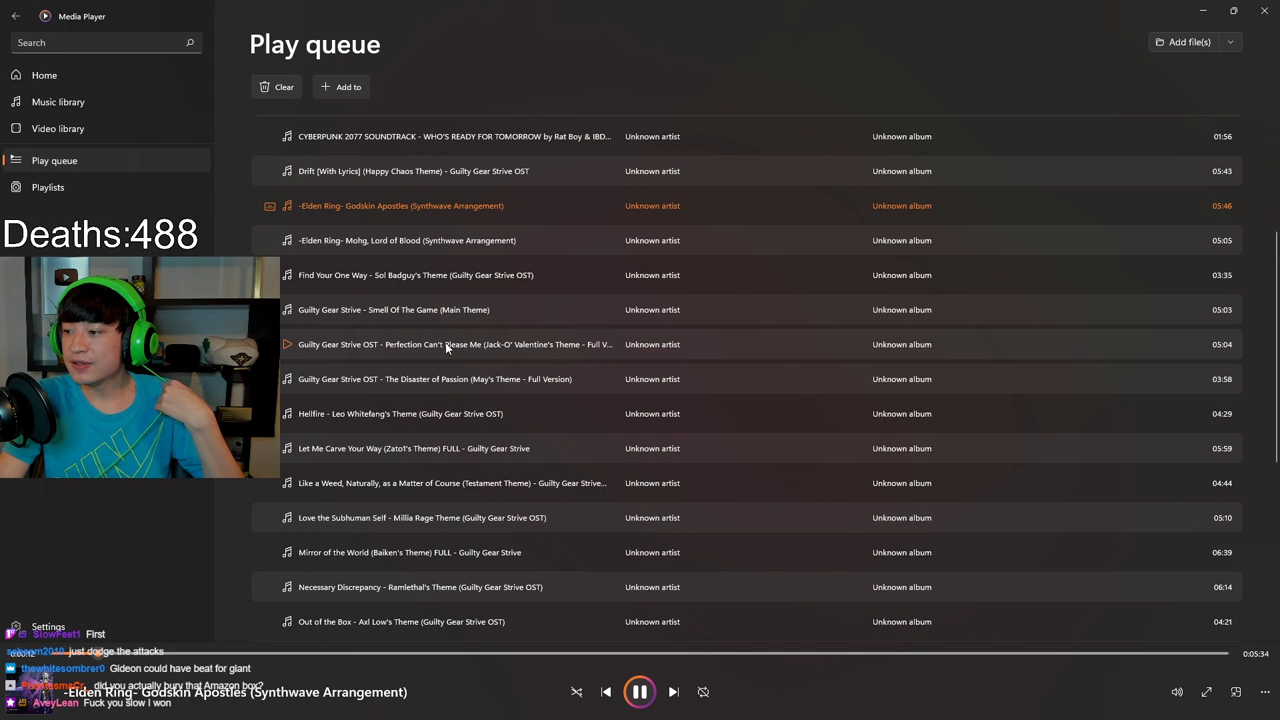 Media Player
Search
Home
Music library
Video library
Play queue
Playlists
Deaths:488
Play queue
Add file(s)
Clear
Add to
CYBERPUNK 2077 SOUNDTRACK - WHO'S READY FOR TOMORROW by Rat Boy & IBD... Unknown artist Unknown album 01:56
Drift [With Lyrics] (Happy Chaos Theme) - Guilty Gear Strive OST Unknown artist Unknown album 05:43
-Elden Ring- Godskin Apostles (Synthwave Arrangement) Unknown artist Unknown album 05:46
-Elden Ring- Mohg, Lord of Blood (Synthwave Arrangement) Unknown artist Unknown album 05:05
Find Your One Way - Sol Badguy's Theme (Guilty Gear Strive OST) Unknown artist Unknown album 03:35
Guilty Gear Strive - Smell Of The Game (Main Theme) Unknown artist Unknown album 05:03
Guilty Gear Strive OST - Perfection Can't Please Me (Jack-O' Valentine's Theme - Full V... Unknown artist Unknown album 05:04
Guilty Gear Strive OST - The Disaster of Passion (May's Theme - Full Version) Unknown artist Unknown album 03:58
Hellfire - Leo Whitefang's Theme (Guilty Gear Strive OST) Unknown artist Unknown album 04:29
Let Me Carve Your Way (Zato1's Theme) FULL - Guilty Gear Strive Unknown artist Unknown album 05:59
Like a Weed, Naturally, as a Matter of Course (Testament Theme) - Guilty Gear Strive... Unknown artist Unknown album 04:44
Love the Subhuman Self - Millia Rage Theme (Guilty Gear Strive OST) Unknown artist Unknown album 05:10
Mirror of the World (Baiken's Theme) FULL - Guilty Gear Strive Unknown artist Unknown album 06:39
Necessary Discrepancy - Ramlethal's Theme (Guilty Gear Strive OST) Unknown artist Unknown album 06:14
Out of the Box - Axl Low's Theme (Guilty Gear Strive OST) Unknown artist Unknown album 04:21
Settings
SlowFeet1 First
just dodge the attacks
0:00:12 0:05:34
thewhitesombrer0 Gideon could have beat for giant
did you actually bury that Amazon box?
-Elden Ring- Godskin Apostles (Synthwave Arrangement)
AveyLean Fuck you slow I won